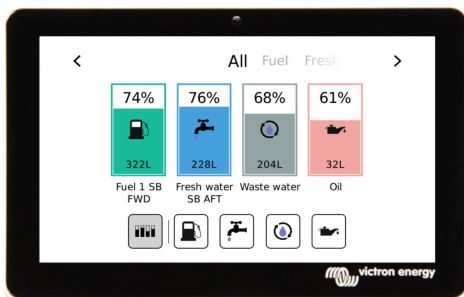 All Fuel Fresh
74% 76% 68% 61%
322L 228L 204L 32L
Fuel 1 SB Fresh water Waste water Oil
FWD SB AFT
victron energy